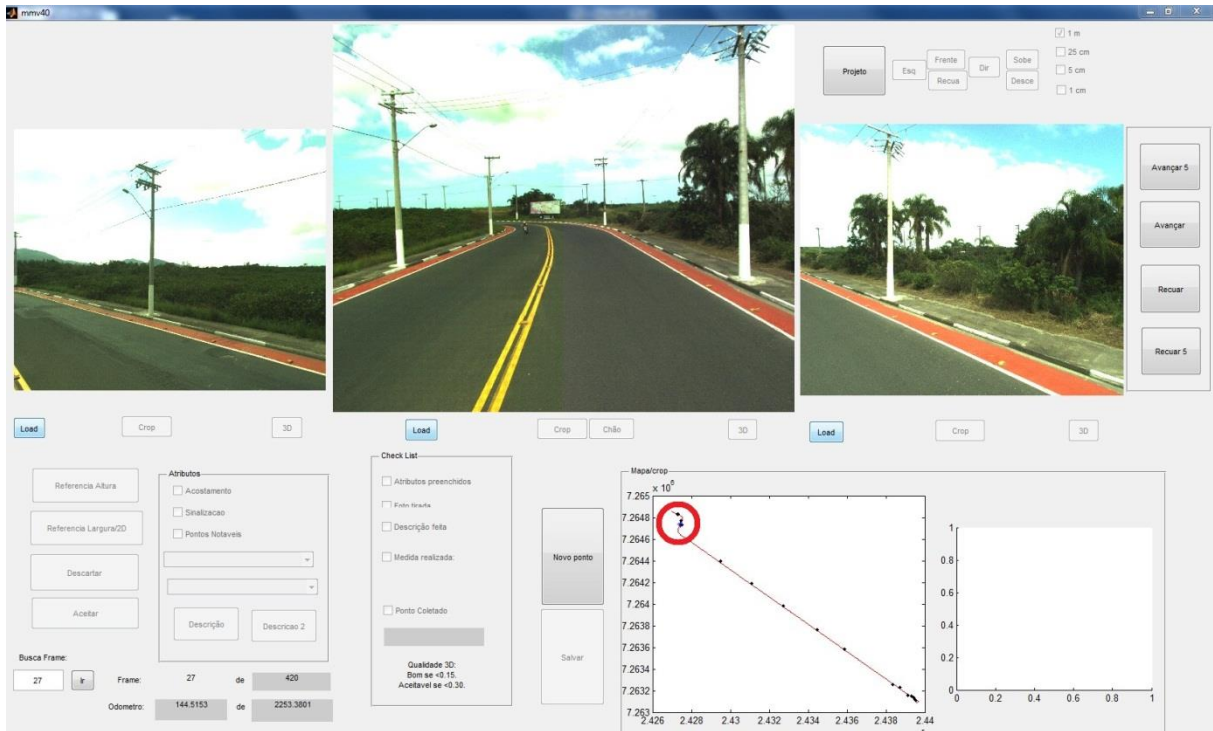 mmv40
Projeto
Esq
Frente
Recua
Dir
Sobe
Desce
1 m
25 cm
5 cm
1 cm
Avançar 5
Avançar
Recuar
Recuar 5
Load
Crop
3D
Load
Crop
Chão
3D
Load
Crop
3D
Referencia Altura
Referencia Largura/2D
Descartar
Aceitar
Atributos
Acostamento
Sinalizacao
Pontos Notaveis
Descrição
Descricao 2
Busca Frame:
27
Ir
Frame:
27
de
420
Odometro:
144.5153
de
2253.3801
Check List
Atributos preenchidos
Foto tirada
Descrição feita
Medida realizada:
Ponto Coletado
Qualidade 3D:
Bom se <0.15.
Aceitavel se <0.30.
Novo ponto
Salvar
Mapa/crop
x 10⁶
7.265
7.2648
7.2646
7.2644
7.2642
7.264
7.2638
7.2636
7.2634
7.2632
7.263
2.426 2.428 2.43 2.432 2.434 2.436 2.438 2.44
1
0.8
0.6
0.4
0.2
0
0 0.2 0.4 0.6 0.8 1